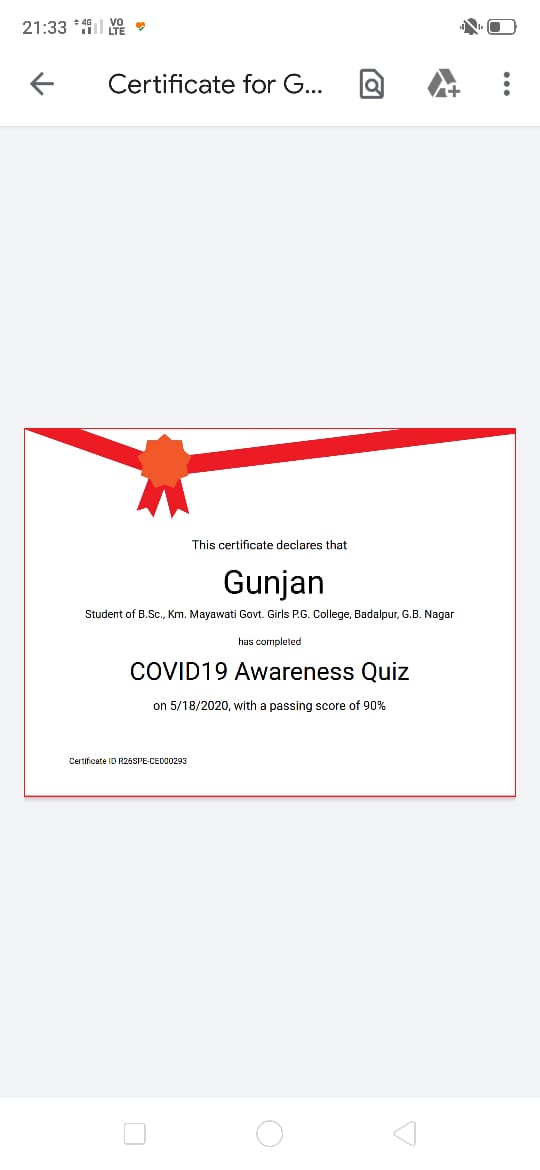 21:33 4G VO LTE
Certificate for G...
This certificate declares that
Gunjan
Student of B.Sc., Km. Mayawati Govt. Girls P.G. College, Badalpur, G.B. Nagar
has completed
COVID19 Awareness Quiz
on 5/18/2020, with a passing score of 90%
Certificate ID R26SPE-CE000293